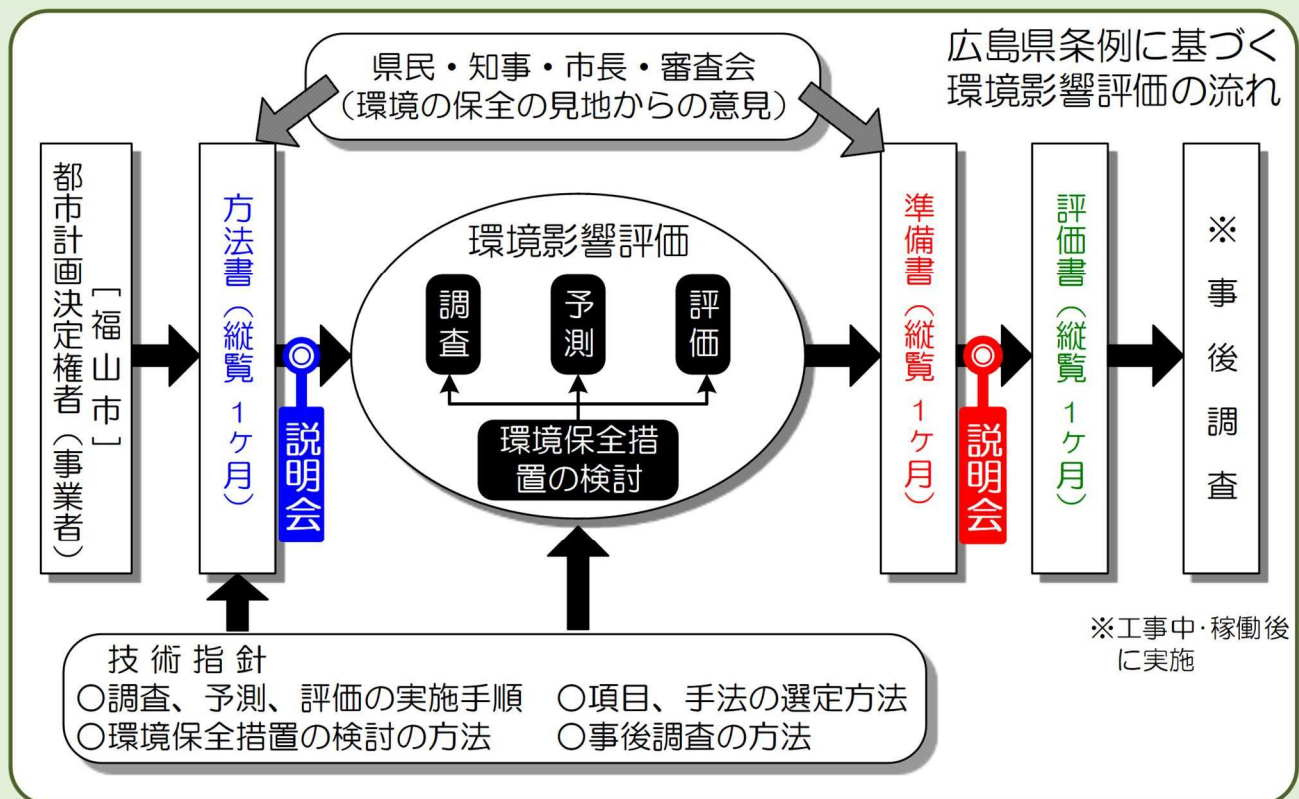 広島県条例に基づく
環境影響評価の流れ
県民・知事・市長・審査会
（環境の保全の見地からの意見）
都市計画決定権者（事業者）
［福山市］
方法書（縦覧 1ヶ月）
説明会
環境影響評価
調査
予測
評価
環境保全措
置の検討
準備書（縦覧 1ヶ月）
説明会
評価書（縦覧 1ヶ月）
※事後調査
※工事中・稼働後
に実施
技術指針
○調査、予測、評価の実施手順
○項目、手法の選定方法
○環境保全措置の検討の方法
○事後調査の方法